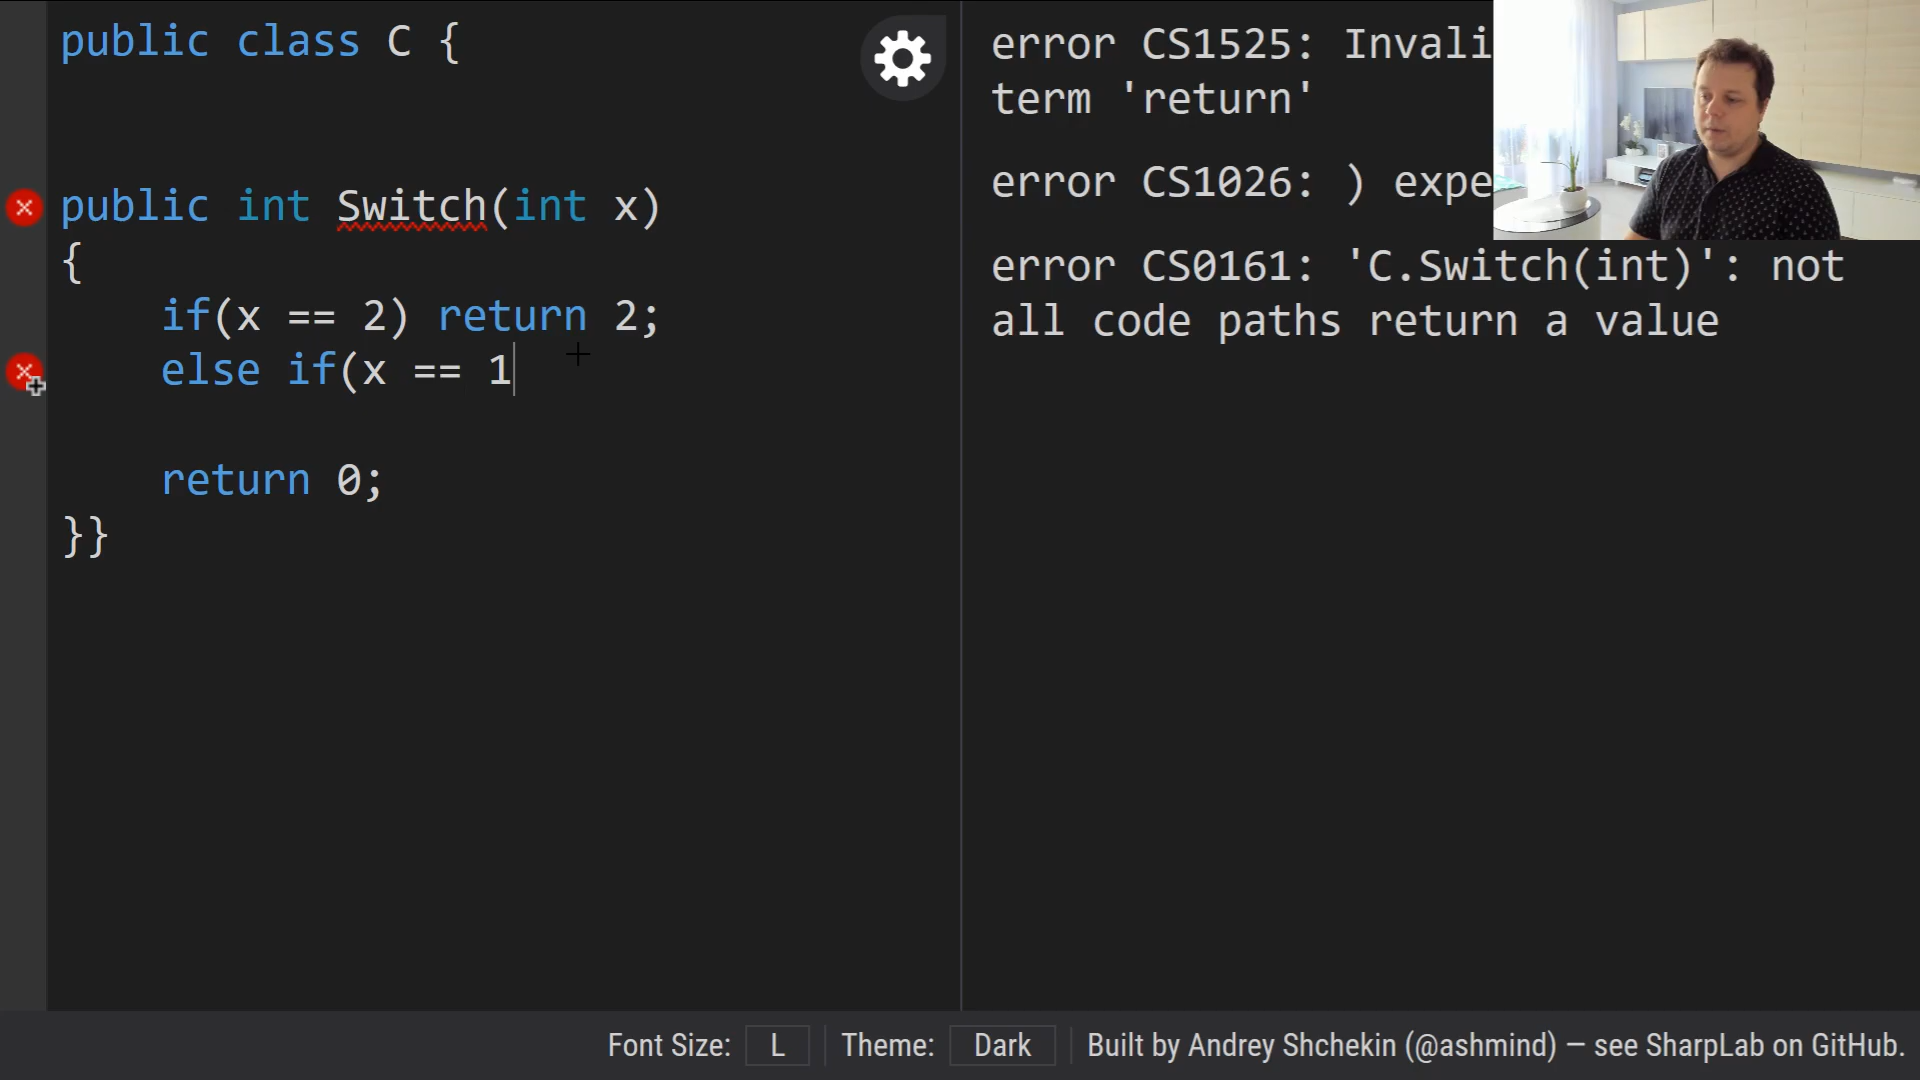 public class C {
public int Switch(int x)
{
if(x == 2) return 2;
else if(x == 1
return 0;
}}
error CS1525:
term 'return'
error CS1026: )
error CS0161: 'C.Switch(int)': not
all code paths return a value
Font Size: L Theme: Dark Built by Andrey Shchekin (@ashmind) — see SharpLab on GitHub.